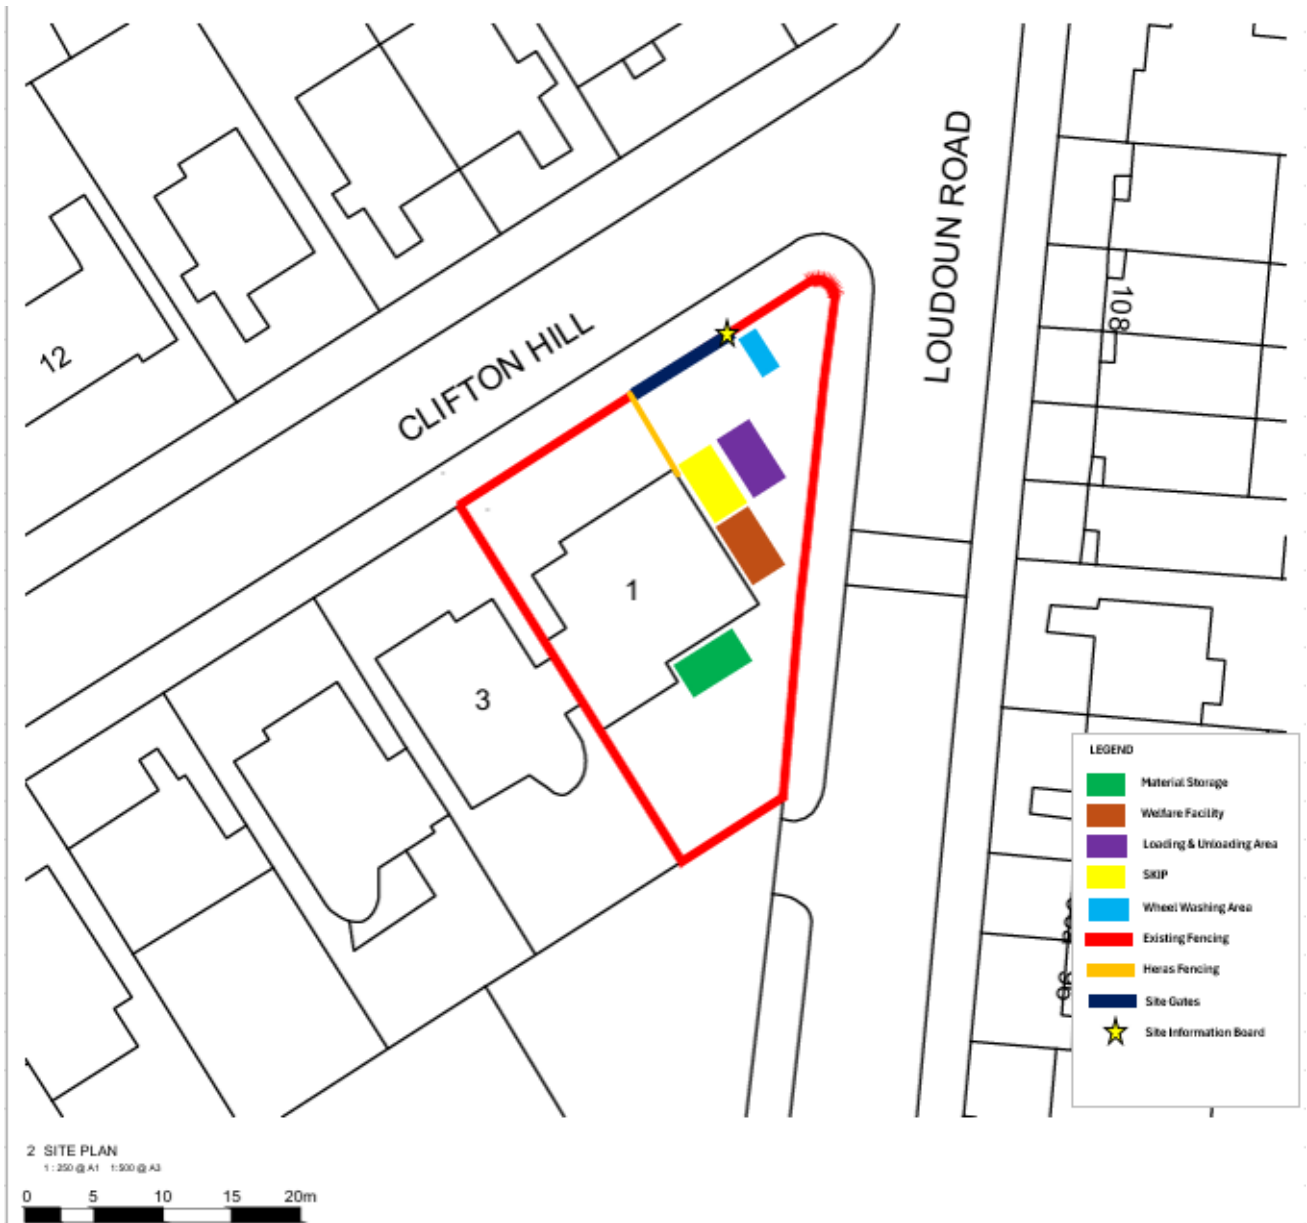 12
CLIFTON HILL
LOUDOUN ROAD
108
1
3
LEGEND
Material Storage
Welfare Facility
Loading & Unloading Area
SKIP
Wheel Washing Area
Existing Fencing
Heras Fencing
Site Gates
Site Information Board
2 SITE PLAN
1 : 250 @ A1 1:500 @ A3
0 5 10 15 20m